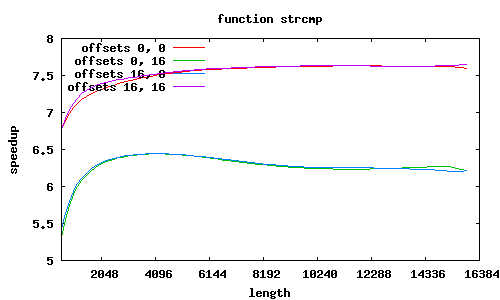 function strcmp
offsets 0, 0
offsets 0, 16
offsets 16, 0
offsets 16, 16
8
7.5
7
6.5
6
5.5
5
speedup
2048 4096 6144 8192 10240 12288 14336 16384
length